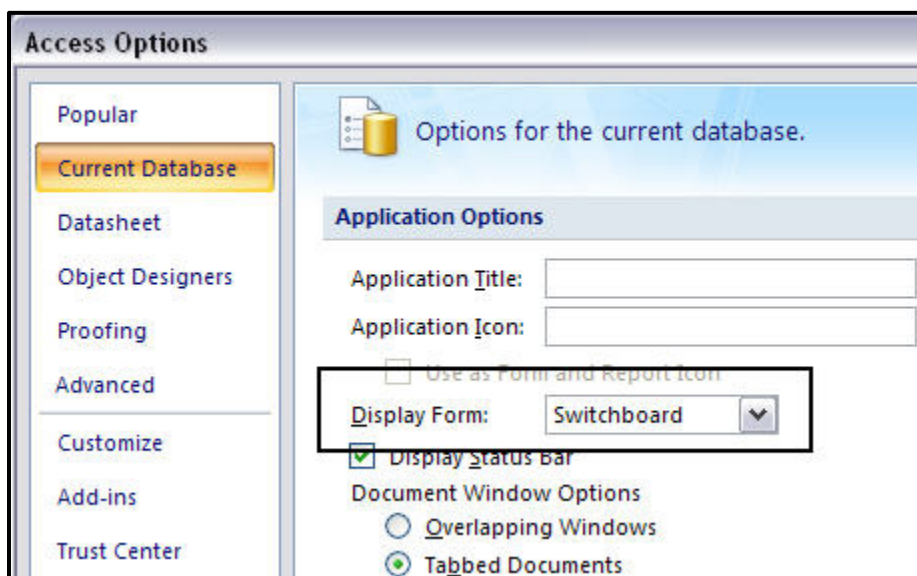 Access Options
Popular
Current Database
Datasheet
Object Designers
Proofing
Advanced
Customize
Add-ins
Trust Center
Options for the current database.
Application Options
Application Title:
Application Icon:
Use as Form and Report Icon
Display Form: Switchboard
Display Status Bar
Document Window Options
Overlapping Windows
Tabbed Documents